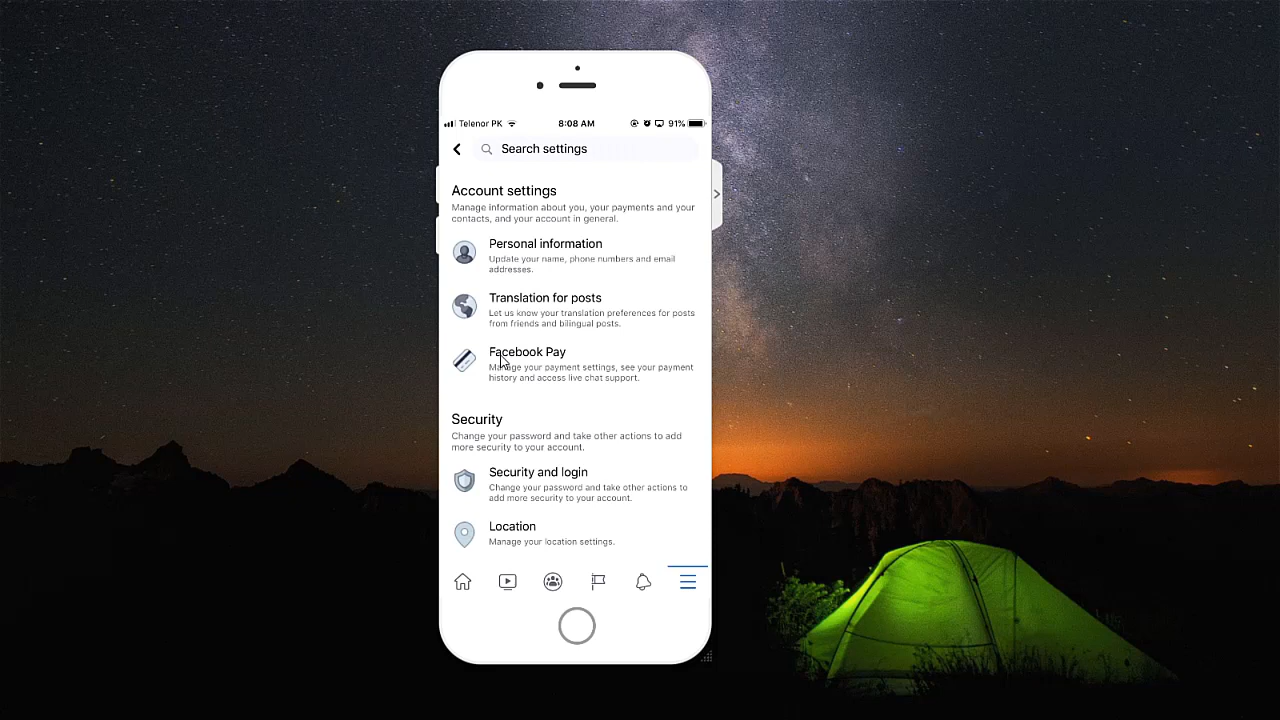 Telenor PK
8:08 AM
91%
Search settings
Account settings
Manage information about you, your payments and your
contacts, and your account in general.
Personal information
Update your name, phone numbers and email
addresses.
Translation for posts
Let us know your translation preferences for posts
from friends and bilingual posts.
Facebook Pay
Manage your payment settings, see your payment
history and access live chat support.
Security
Change your password and take other actions to add
more security to your account.
Security and login
Change your password and take other actions to
add more security to your account.
Location
Manage your location settings.